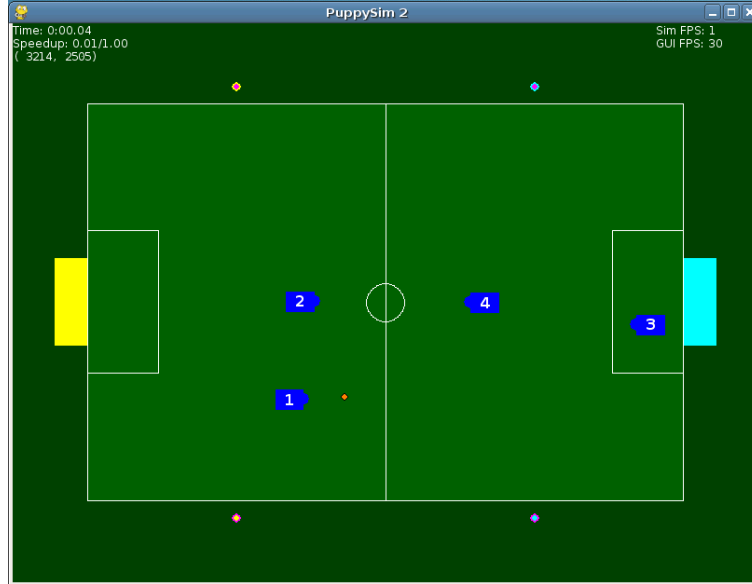 PuppySim 2
Time: 0:00.04
Speedup: 0.01/1.00
( 3214, 2505)
Sim FPS: 1
GUI FPS: 30
2
4
3
1